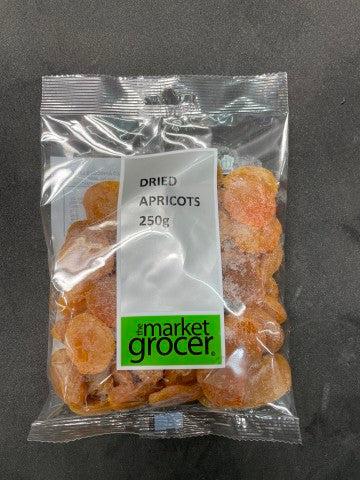 DRIED
APRICOTS
250g
the market
grocer®